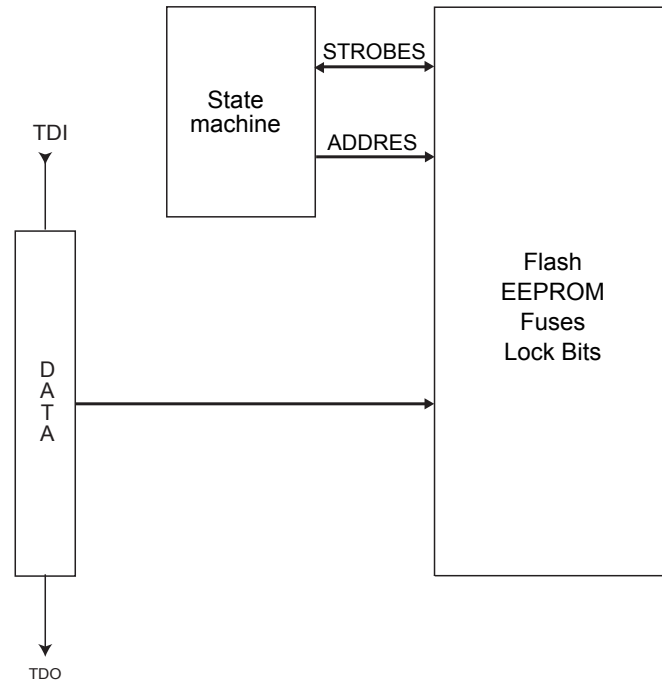 STROBES
State
machine
ADDRES
TDI
Flash
EEPROM
Fuses
Lock Bits
D
A
T
A
TDO